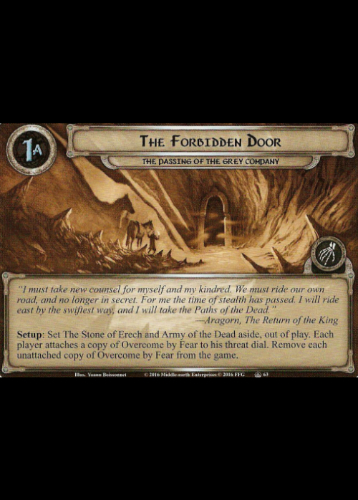 1A
THE FORBIDDEN DOOR
THE PASSING OF THE GREY COMPANY
"I must take new counsel for myself and my kindred. We must ride our own
road, and no longer in secret. For me the time of stealth has passed. I will ride
east by the swiftest way, and I will take the Paths of the Dead."
—Aragorn, The Return of the King
Setup: Set The Stone of Erech and Army of the Dead aside, out of play. Each
player attaches a copy of Overcome by Fear to his threat dial. Remove each
unattached copy of Overcome by Fear from the game.
Illus. Yoann Boissonnet © 2016 Middle-earth Enterprises © 2016 FFG 63